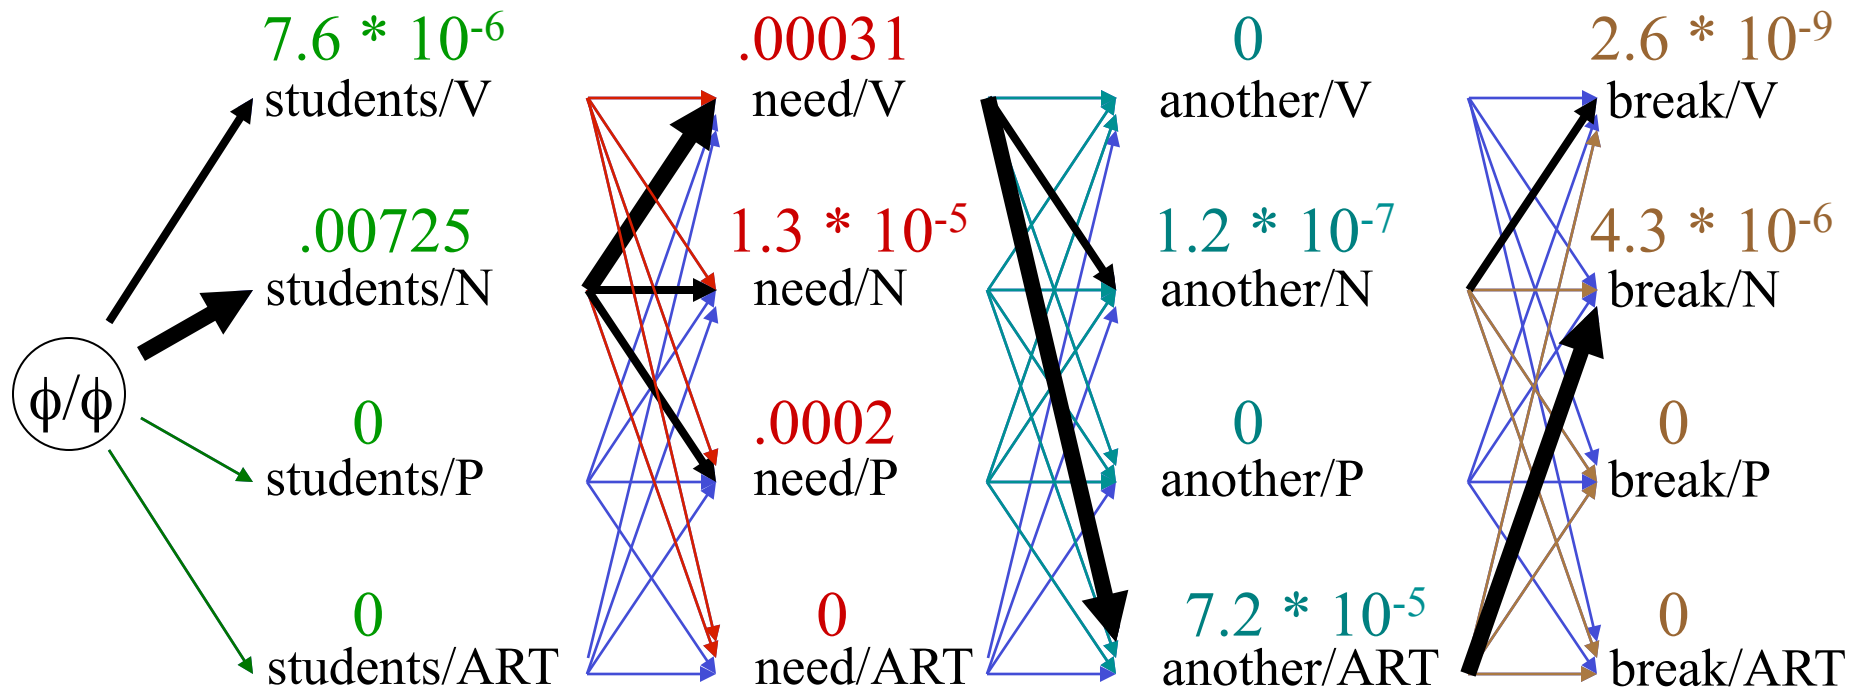 7.6 * 10⁻⁶ .00031 0 2.6 * 10⁻⁹
students/V need/V another/V break/V
.00725 1.3 * 10⁻⁵ 1.2 * 10⁻⁷ 4.3 * 10⁻⁶
students/N need/N another/N break/N
ϕ/ϕ
0 .0002 0 0
students/P need/P another/P break/P
0 0 7.2 * 10⁻⁵ 0
students/ART need/ART another/ART break/ART